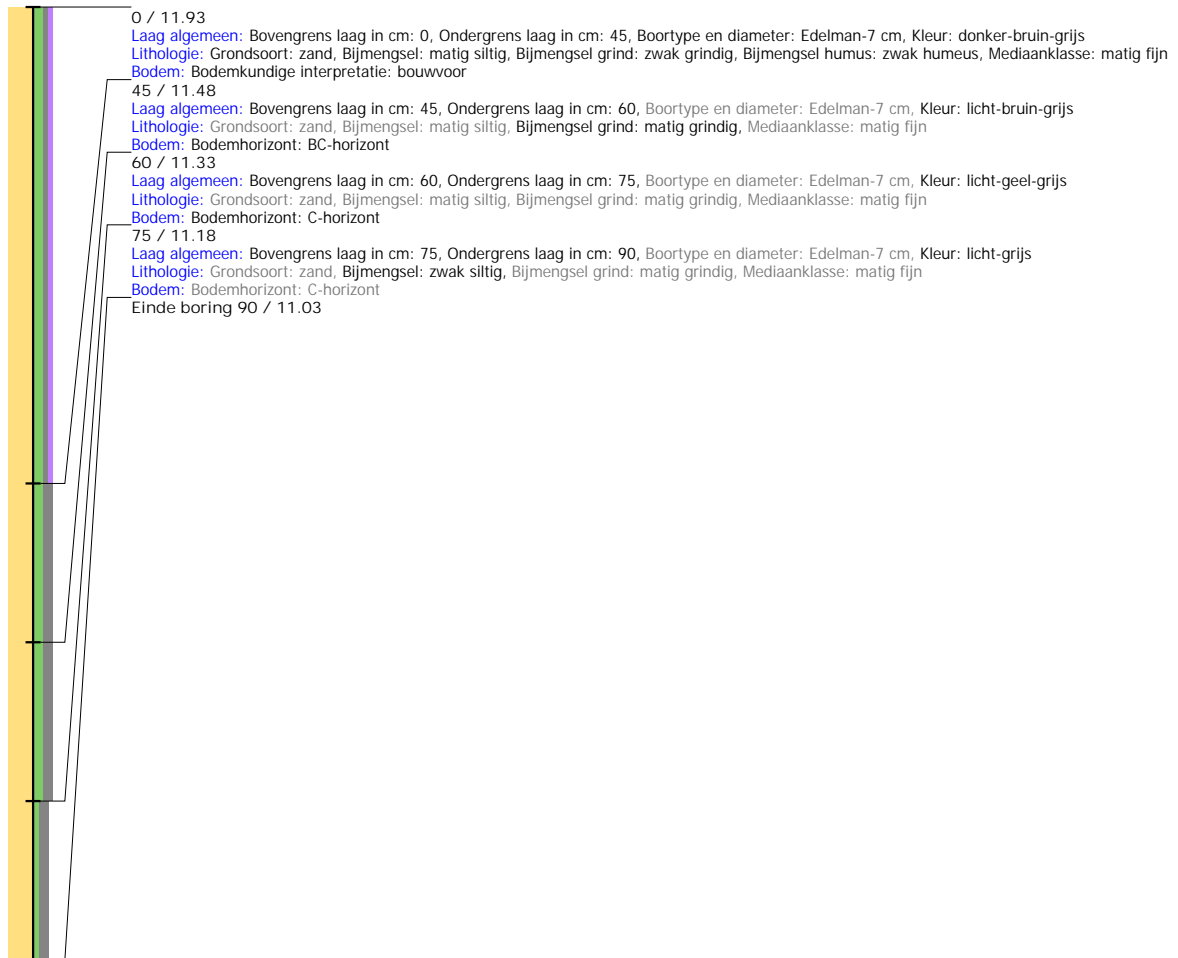 0 / 11.93
Laag algemeen: Bovengrens laag in cm: 0, Ondergrens laag in cm: 45, Boortype en diameter: Edelman-7 cm, Kleur: donker-bruin-grijs
Lithologie: Grondsoort: zand, Bijmengsel: matig siltig, Bijmengsel grind: zwak grindig, Bijmengsel humus: zwak humeus, Mediaanklasse: matig fijn
Bodem: Bodemkundige interpretatie: bouwvoor
45 / 11.48
Laag algemeen: Bovengrens laag in cm: 45, Ondergrens laag in cm: 60, Boortype en diameter: Edelman-7 cm, Kleur: licht-bruin-grijs
Lithologie: Grondsoort: zand, Bijmengsel: matig siltig, Bijmengsel grind: matig grindig, Mediaanklasse: matig fijn
Bodem: Bodemhorizont: BC-horizont
60 / 11.33
Laag algemeen: Bovengrens laag in cm: 60, Ondergrens laag in cm: 75, Boortype en diameter: Edelman-7 cm, Kleur: licht-geel-grijs
Lithologie: Grondsoort: zand, Bijmengsel: matig siltig, Bijmengsel grind: matig grindig, Mediaanklasse: matig fijn
Bodem: Bodemhorizont: C-horizont
75 / 11.18
Laag algemeen: Bovengrens laag in cm: 75, Ondergrens laag in cm: 90, Boortype en diameter: Edelman-7 cm, Kleur: licht-grijs
Lithologie: Grondsoort: zand, Bijmengsel: zwak siltig, Bijmengsel grind: matig grindig, Mediaanklasse: matig fijn
Bodem: Bodemhorizont: C-horizont
Einde boring 90 / 11.03